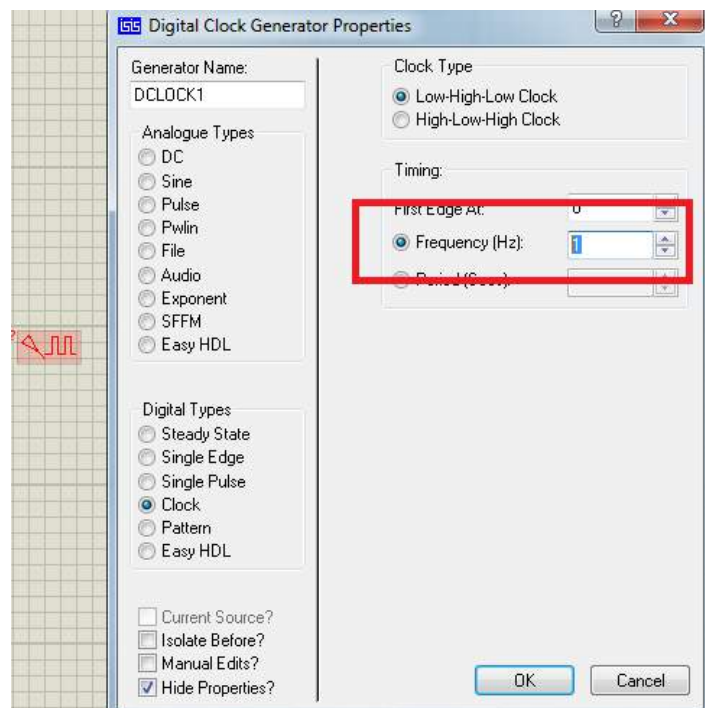 ISIS Digital Clock Generator Properties
Generator Name:
DCLOCK1
Analogue Types
DC
Sine
Pulse
Pwlin
File
Audio
Exponent
SFFM
Easy HDL
Digital Types
Steady State
Single Edge
Single Pulse
Clock
Pattern
Easy HDL
Current Source?
Isolate Before?
Manual Edits?
Hide Properties?
Clock Type
Low-High-Low Clock
High-Low-High Clock
Timing:
First Edge At: 0
Frequency (Hz): 1
Period (Secs):
OK Cancel